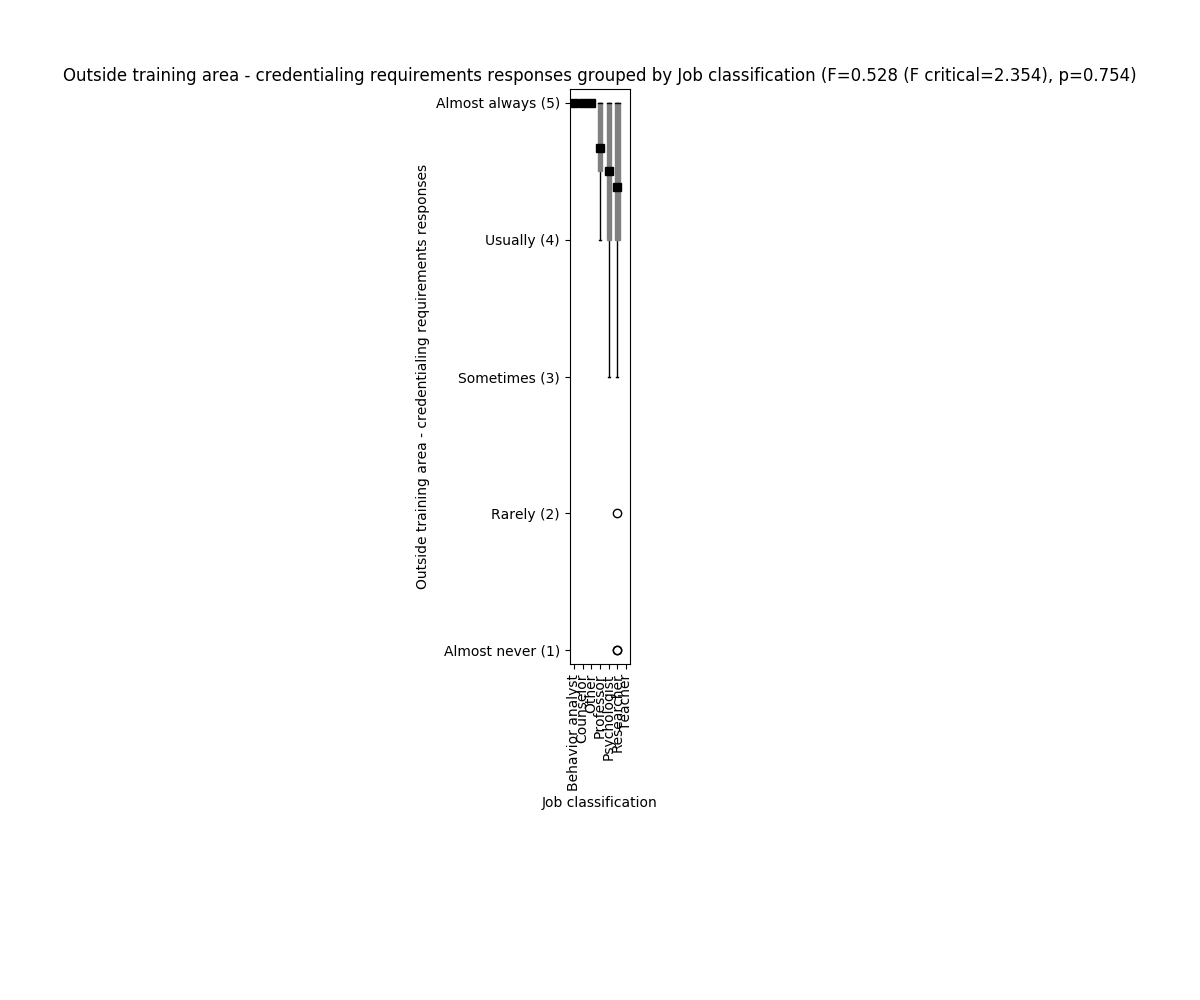 Outside training area - credentialing requirements responses grouped by Job classification (F=0.528 (F critical=2.354), p=0.754)
Almost always (5)
Usually (4)
Sometimes (3)
Rarely (2)
Almost never (1)
Outside training area - credentialing requirements responses
Behavior analyst
Counselor
Other
Professor
Psychologist
Researcher
Teacher
Job classification